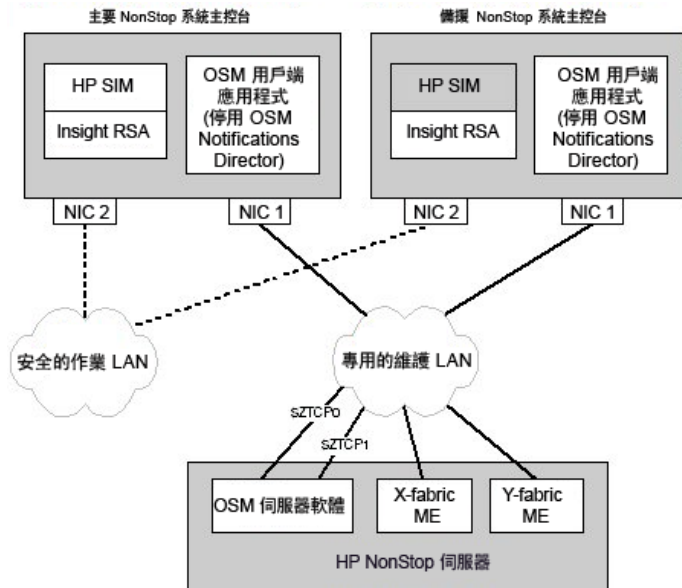 主要 NonStop 系統主控台
備援 NonStop 系統主控台
HP SIM
Insight RSA
OSM 用戶端
應用程式
(停用 OSM
Notifications
Director)
HP SIM
Insight RSA
OSM 用戶端
應用程式
(停用 OSM
Notifications
Director)
NIC 2
NIC 1
NIC 2
NIC 1
安全的作業 LAN
專用的維護 LAN
SZTCP0
SZTCP1
OSM 伺服器軟體
X-fabric
ME
Y-fabric
ME
HP NonStop 伺服器